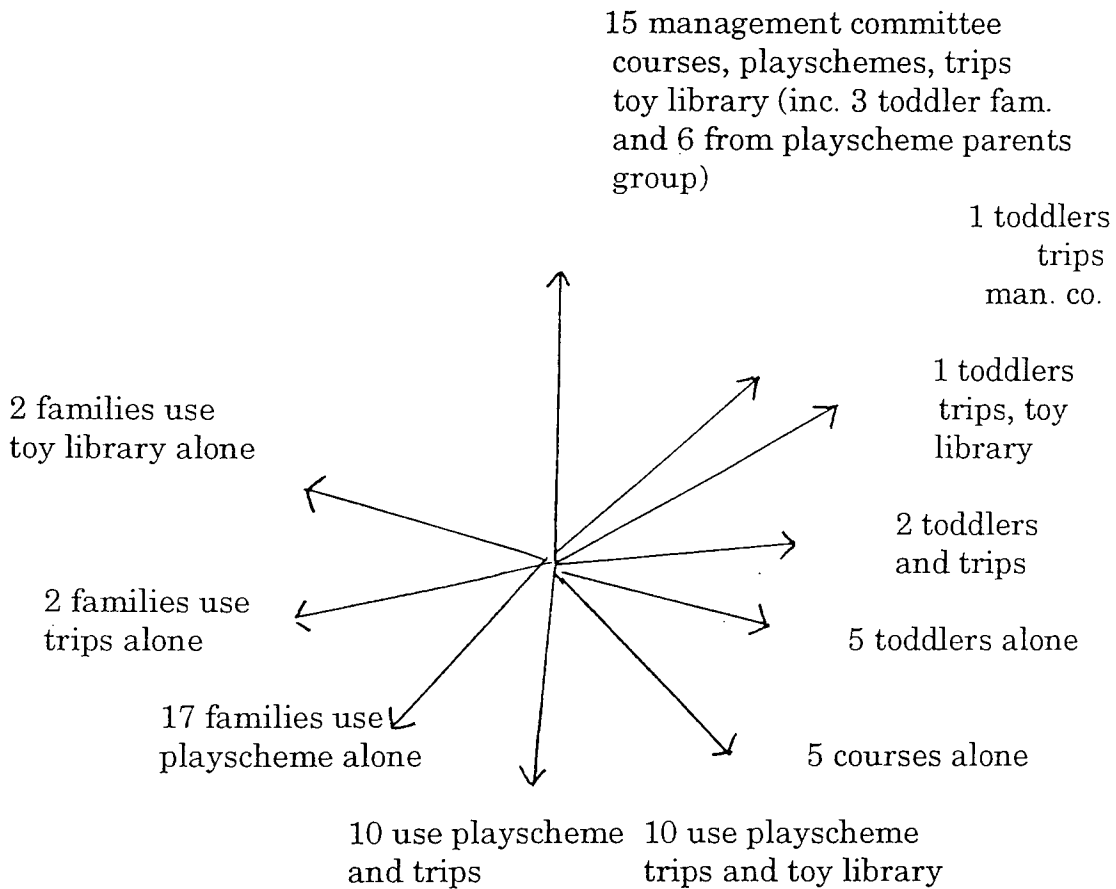 15 management committee
courses, playschemes, trips
toy library (inc. 3 toddler fam.
and 6 from playscheme parents
group)
1 toddlers
trips
man. co.
1 toddlers
trips, toy
library
2 families use
toy library alone
2 toddlers
and trips
2 families use
trips alone
5 toddlers alone
17 families use
playscheme alone
5 courses alone
10 use playscheme
and trips
10 use playscheme
trips and toy library